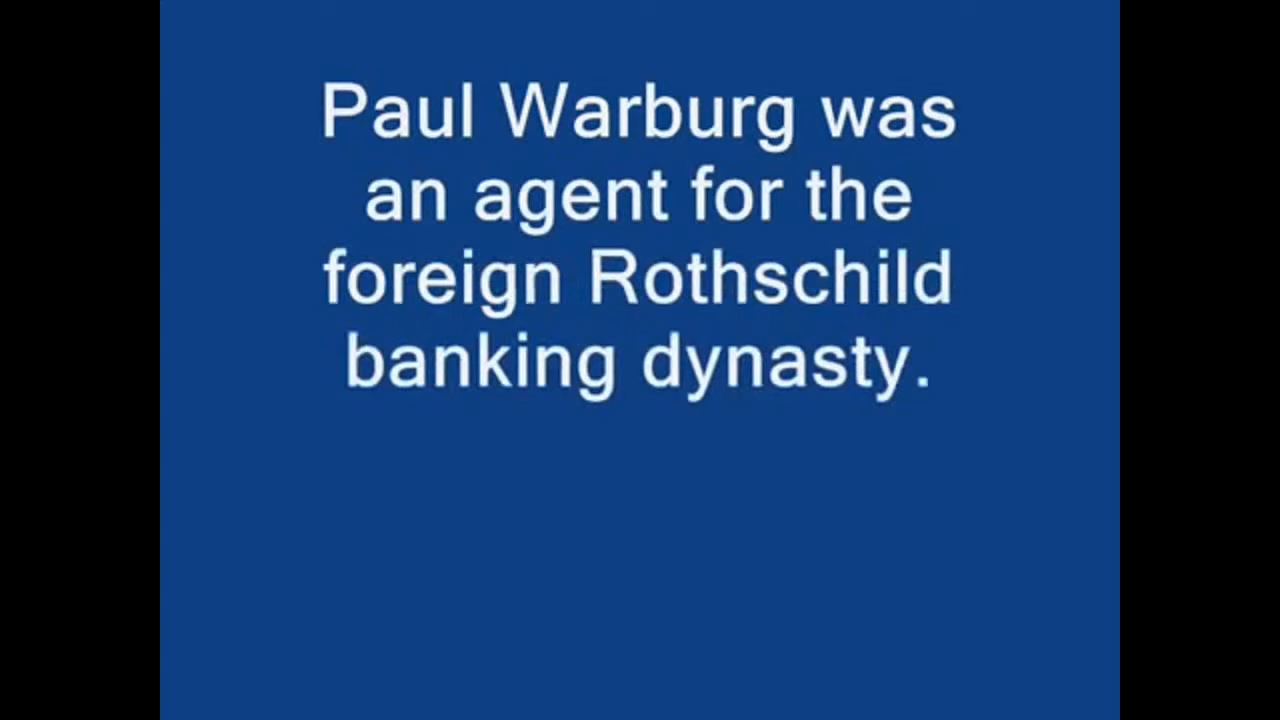 Paul Warburg was
an agent for the
foreign Rothschild
banking dynasty.